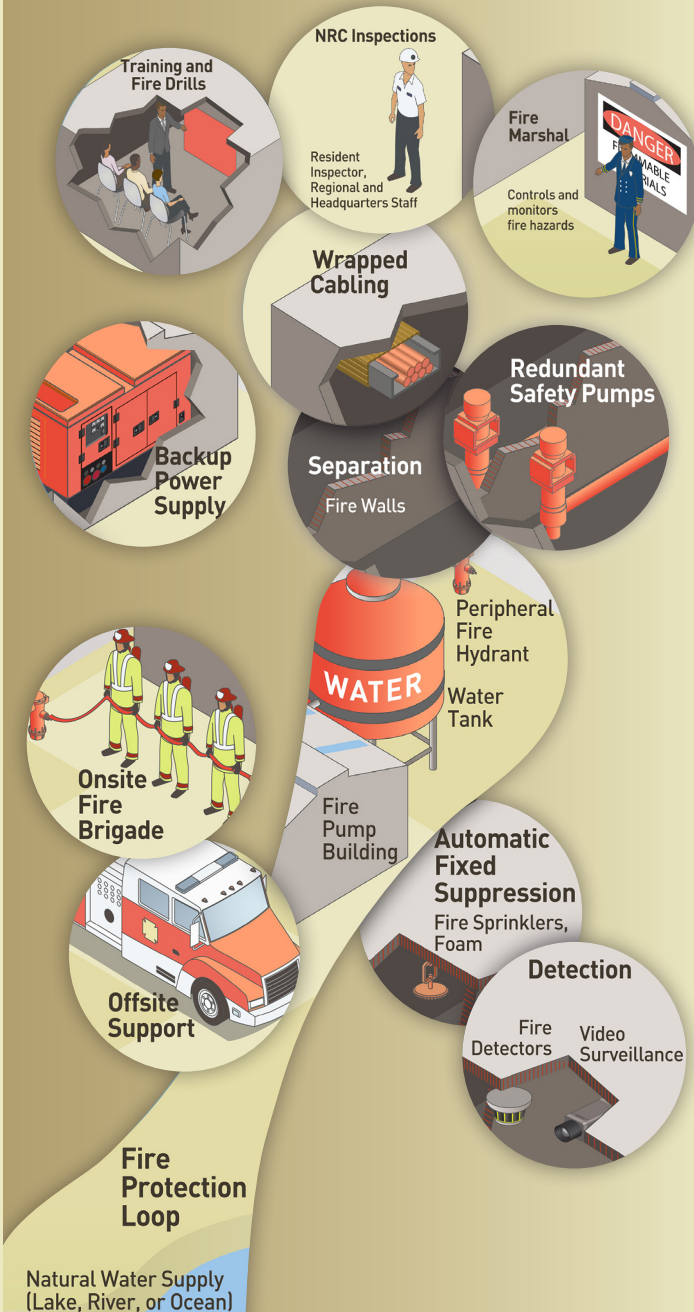 Training and
Fire Drills
NRC Inspections
Resident
Inspector,
Regional and
Headquarters Staff
Fire
Marshal
Controls and
monitors
fire hazards
DANGER
Wrapped
Cabling
Redundant
Safety Pumps
Backup
Power
Supply
Separation
Fire Walls
Peripheral
Fire
Hydrant
WATER
Water
Tank
Onsite
Fire
Brigade
Fire
Pump
Building
Automatic
Fixed
Suppression
Fire Sprinklers,
Foam
Offsite
Support
Detection
Fire
Detectors
Video
Surveillance
Fire
Protection
Loop
Natural Water Supply
(Lake, River, or Ocean)